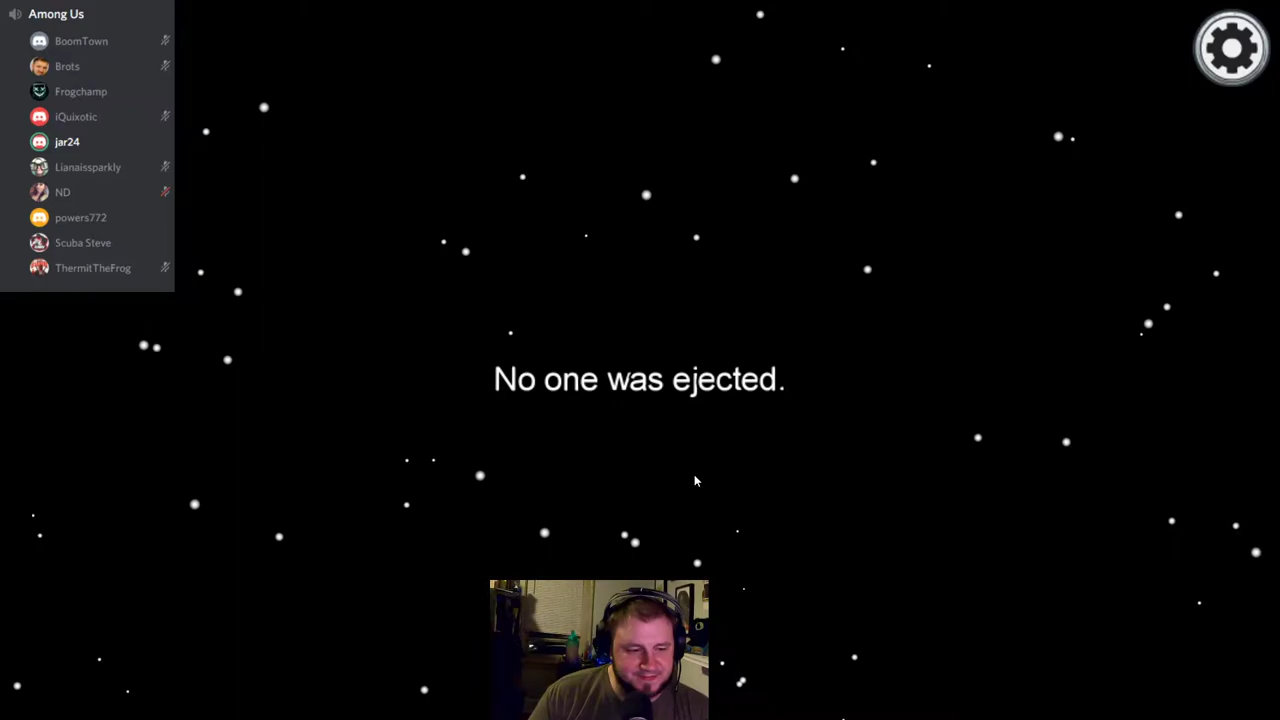 Among Us
BoomTown
Brots
Frogchamp
iQuixotic
jar24
Lianaissparkly
ND
powers772
Scuba Steve
ThermitTheFrog
No one was ejected.